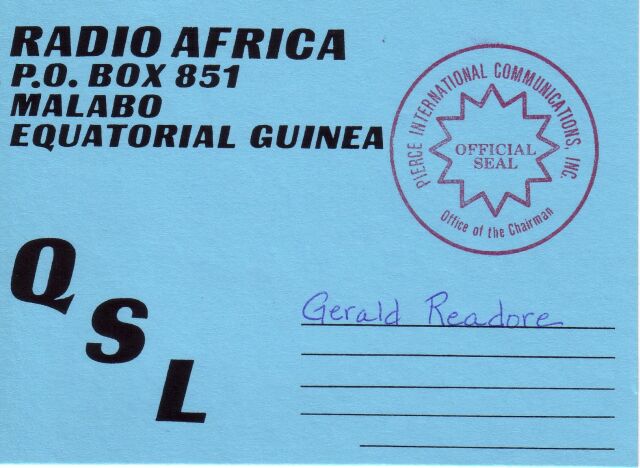 RADIO AFRICA
P.O. BOX 851
MALABO
EQUATORIAL GUINEA
PIERCE INTERNATIONAL COMMUNICATIONS, INC.
OFFICIAL
SEAL
Office of the Chairman
QSL
Gerald Readore